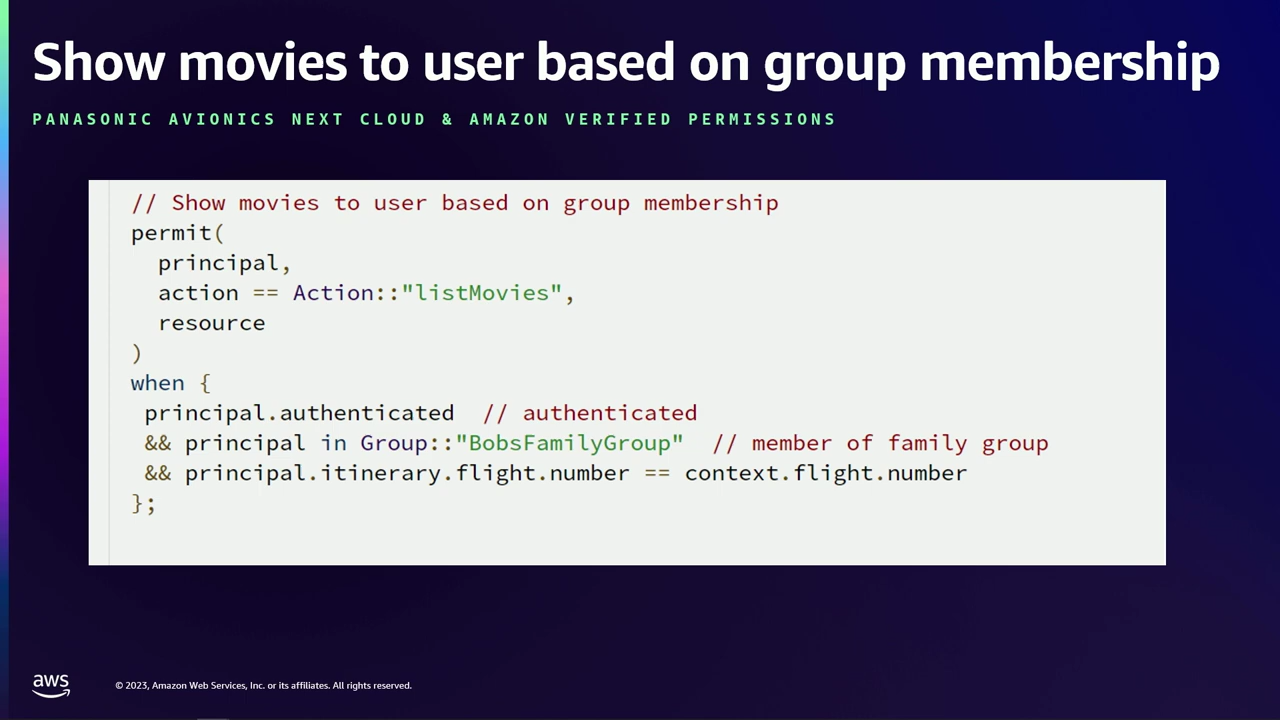 Show movies to user based on group membership
PANASONIC AVIONICS NEXT CLOUD & AMAZON VERIFIED PERMISSIONS
// Show movies to user based on group membership
permit(
  principal,
  action == Action::"listMovies",
  resource
)
when {
 principal.authenticated  // authenticated
 && principal in Group::"BobsFamilyGroup"  // member of family group
 && principal.itinerary.flight.number == context.flight.number
};
aws
© 2023, Amazon Web Services, Inc. or its affiliates. All rights reserved.